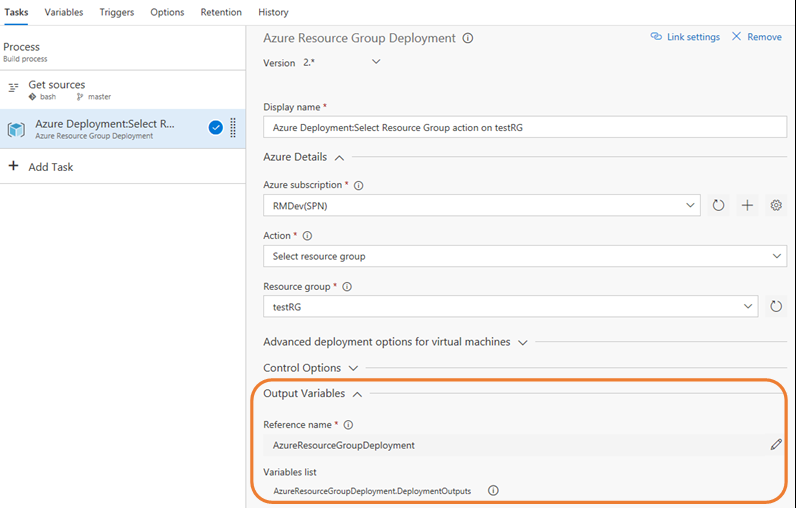 Tasks Variables Triggers Options Retention History
Process
Build process
Get sources
bash master
Azure Deployment:Select R...
Azure Resource Group Deployment
Add Task
Azure Resource Group Deployment Link settings Remove
Version 2.*
Display name *
Azure Deployment:Select Resource Group action on testRG
Azure Details
Azure subscription *
RMDev(SPN)
Action *
Select resource group
Resource group *
testRG
Advanced deployment options for virtual machines
Control Options
Output Variables
Reference name *
AzureResourceGroupDeployment
Variables list
AzureResourceGroupDeployment.DeploymentOutputs